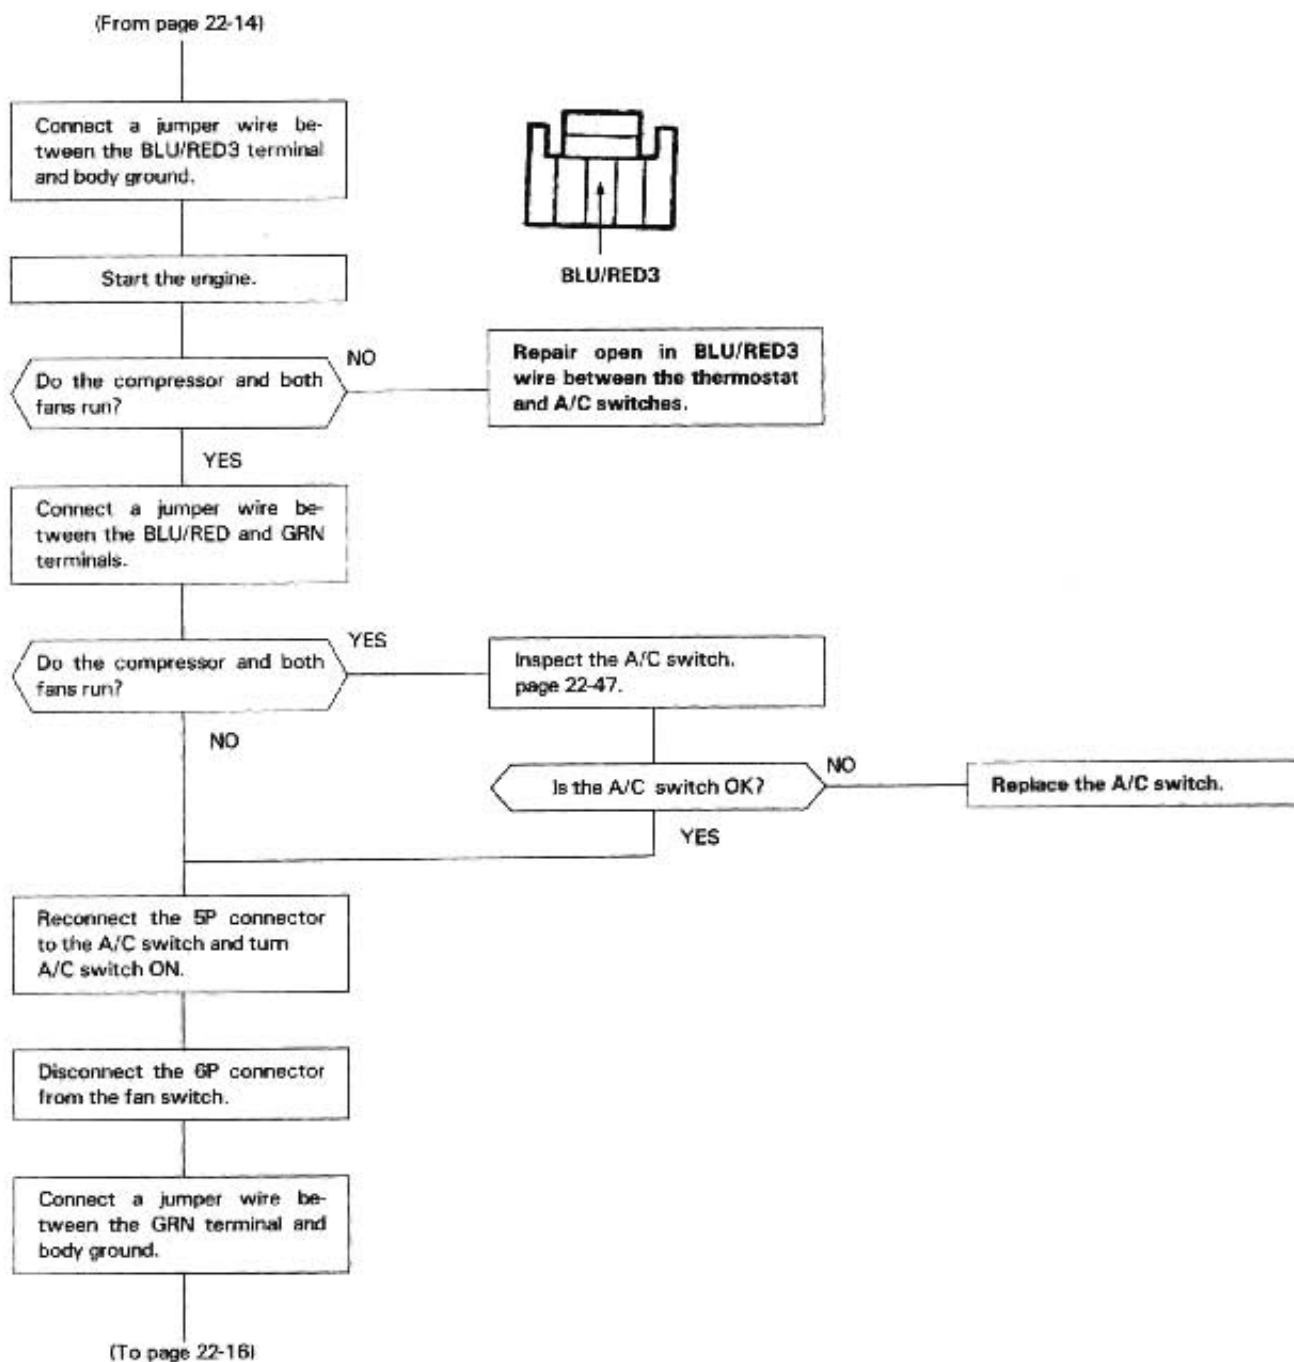 (From page 22-14)
Connect a jumper wire be-
tween the BLU/RED3 terminal
and body ground.
BLU/RED3
Start the engine.
Do the compressor and both
fans run?
NO
Repair open in BLU/RED3
wire between the thermostat
and A/C switches.
YES
Connect a jumper wire be-
tween the BLU/RED and GRN
terminals.
Do the compressor and both
fans run?
YES
Inspect the A/C switch.
page 22-47.
NO
Is the A/C switch OK?
NO
Replace the A/C switch.
YES
Reconnect the 5P connector
to the A/C switch and turn
A/C switch ON.
Disconnect the 6P connector
from the fan switch.
Connect a jumper wire be-
tween the GRN terminal and
body ground.
(To page 22-16)